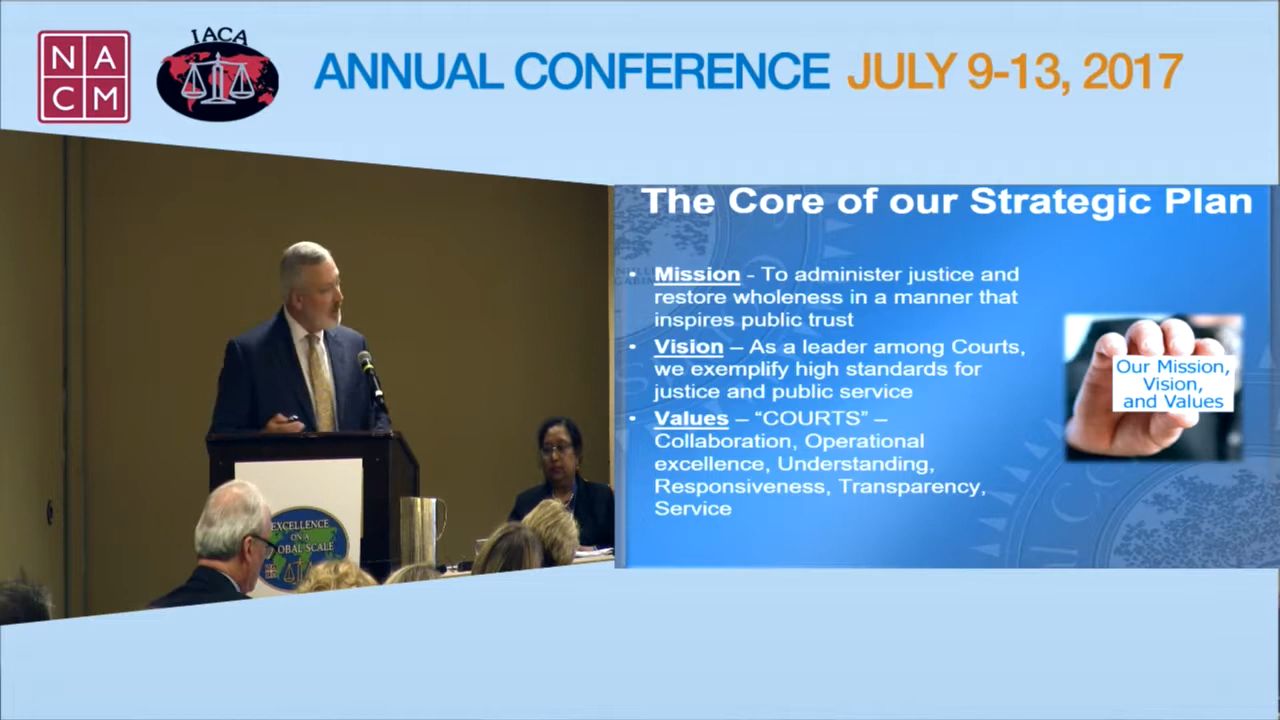 NA
CM
IACA
ANNUAL CONFERENCE JULY 9-13, 2017
The Core of our Strategic Plan
• Mission - To administer justice and
restore wholeness in a manner that
inspires public trust
• Vision – As a leader among Courts,
we exemplify high standards for
justice and public service
• Values – “COURTS” –
Collaboration, Operational
excellence, Understanding,
Responsiveness, Transparency,
Service
Our Mission,
Vision,
and Values
EXCELLENCE
ON A
OBAL SCALE